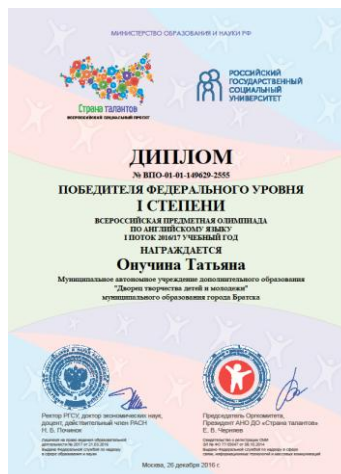 МИНИСТЕРСТВО ОБРАЗОВАНИЯ И НАУКИ РФ
Страна талантов
ВСЕРОССИЙСКИЙ СОЦИАЛЬНЫЙ ПРОЕКТ
РОССИЙСКИЙ
ГОСУДАРСТВЕННЫЙ
СОЦИАЛЬНЫЙ
УНИВЕРСИТЕТ
ДИПЛОМ
№ ВПО-01-01-149629-2555
ПОБЕДИТЕЛЯ ФЕДЕРАЛЬНОГО УРОВНЯ
I СТЕПЕНИ
ВСЕРОССИЙСКАЯ ПРЕДМЕТНАЯ ОЛИМПИАДА
ПО АНГЛИЙСКОМУ ЯЗЫКУ
I ПОТОК 2016/17 УЧЕБНЫЙ ГОД
НАГРАЖДАЕТСЯ
Онучина Татьяна
Муниципальное автономное учреждение дополнительного образования
"Дворец творчества детей и молодежи"
муниципального образования города Братска
Ректор РГСУ, доктор экономических наук,
доцент, действительный член РАСН
Н. Б. Починок
Председатель Оргкомитета,
Президент АНО ДО «Страна талантов»
Е. В. Черняев
Москва, 26 декабря 2016 г.